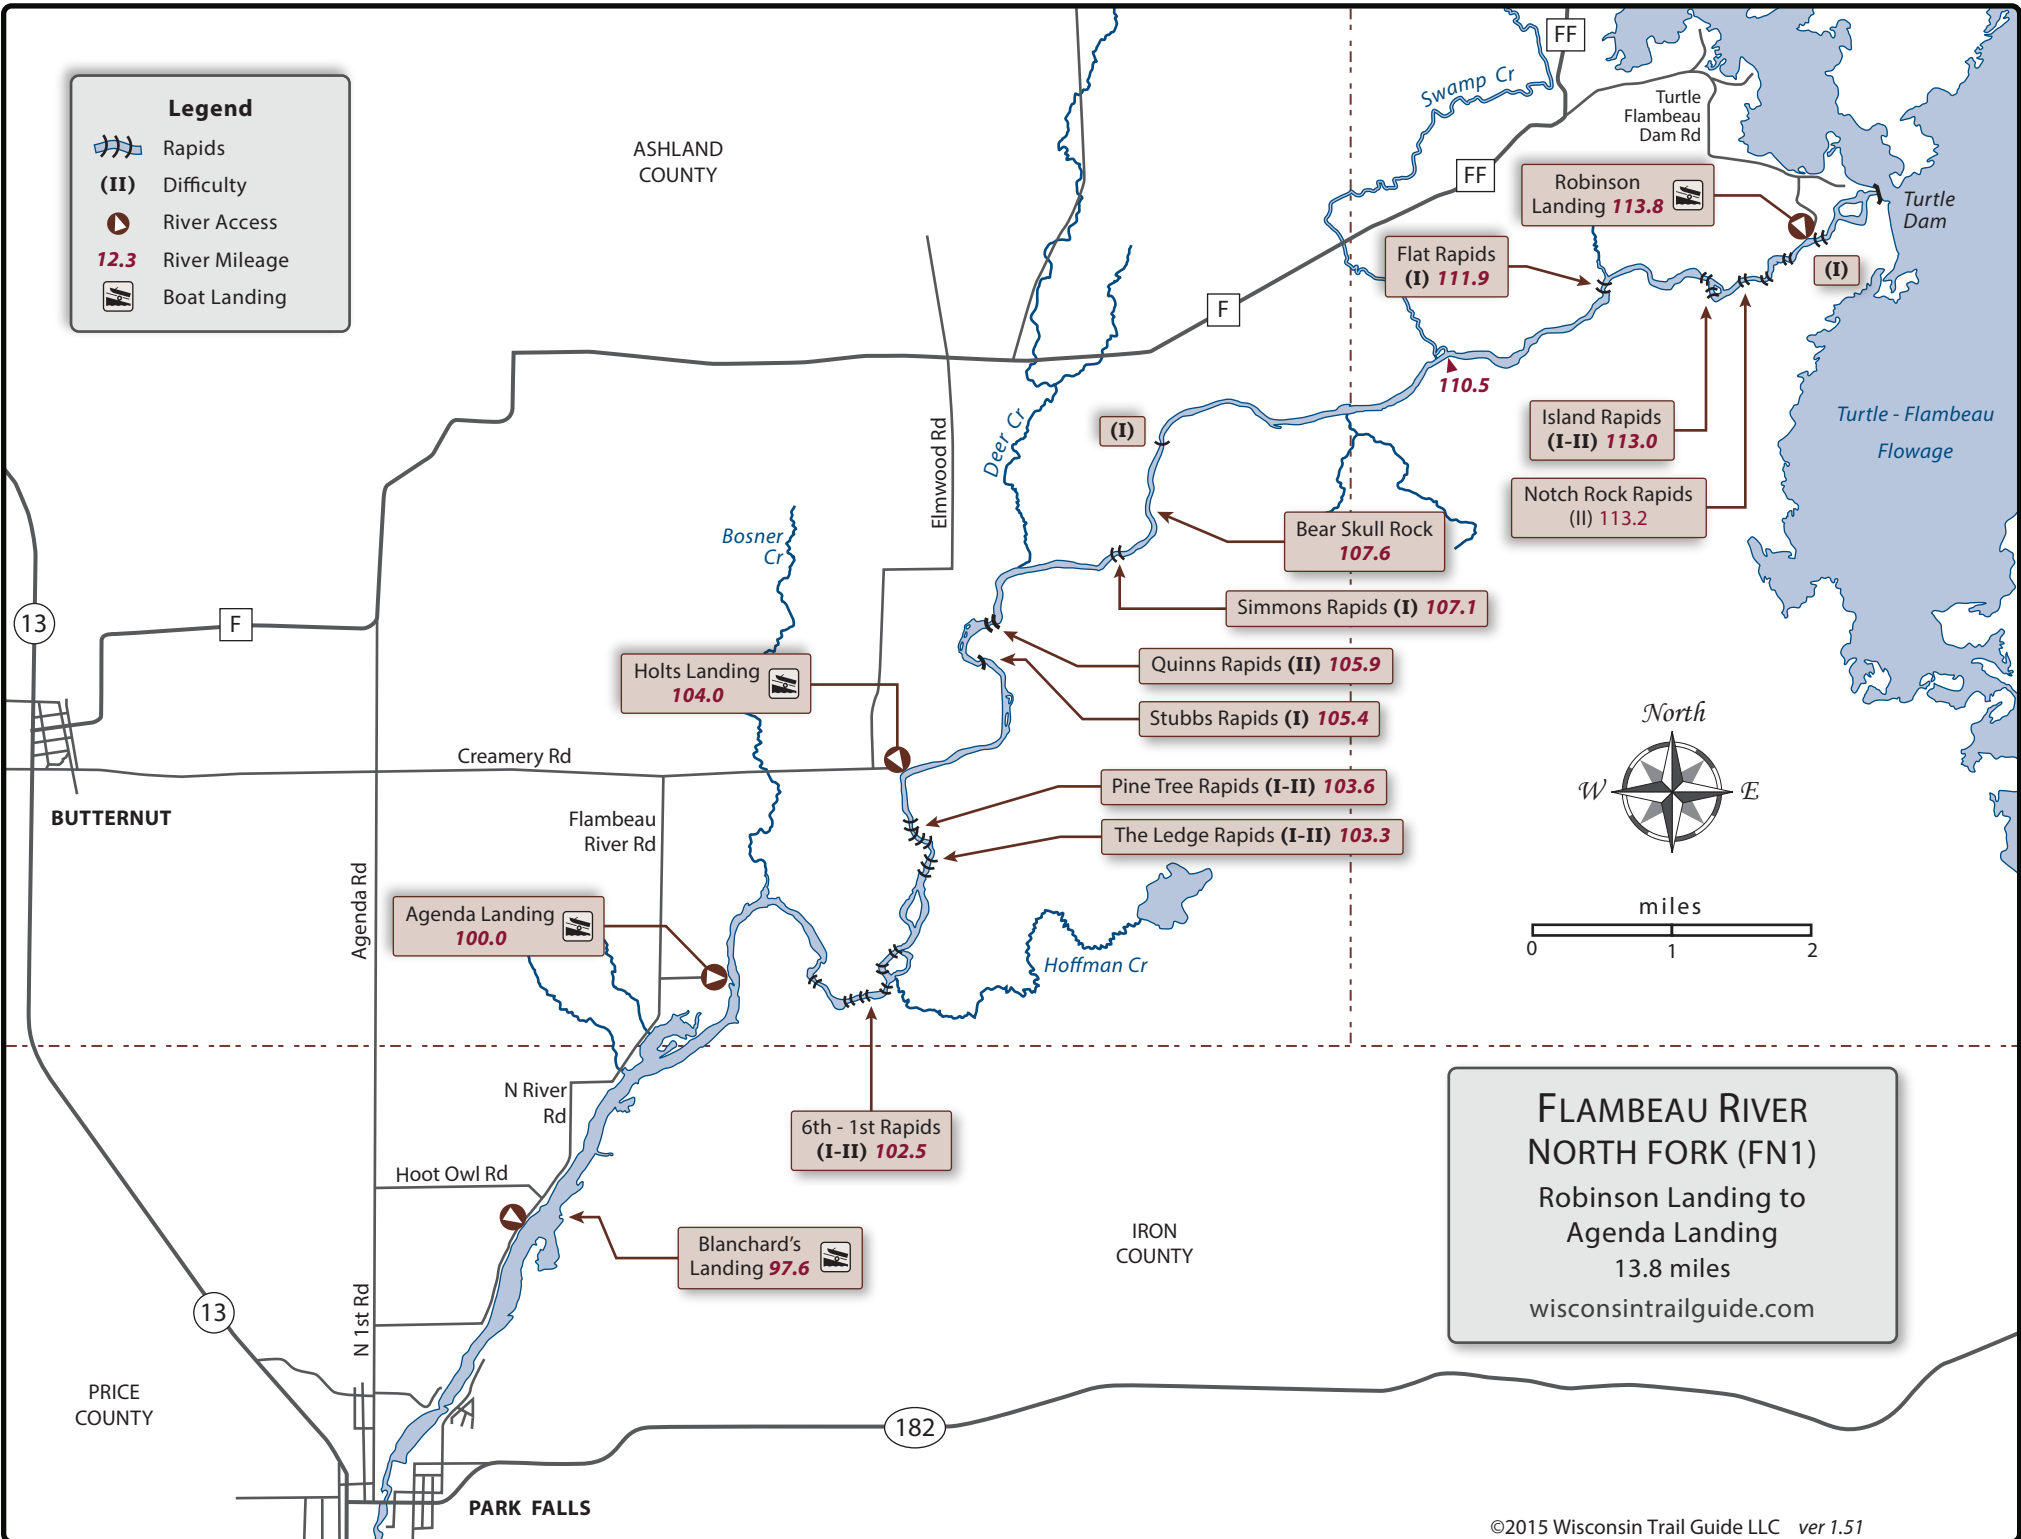 Legend
Rapids
(II) Difficulty
River Access
12.3 River Mileage
Boat Landing
ASHLAND
COUNTY
FF
Swamp Cr
FF
Turtle
Flambeau
Dam Rd
Robinson
Landing 113.8
Turtle
Dam
Flat Rapids
(I) 111.9
(I)
F
110.5
Island Rapids
(I-II) 113.0
Turtle - Flambeau
Flowage
Notch Rock Rapids
(II) 113.2
(I)
Deer Cr
Elmwood Rd
Bosner
Cr
Bear Skull Rock
107.6
Simmons Rapids (I) 107.1
13
F
Quinns Rapids (II) 105.9
Holts Landing
104.0
Stubbs Rapids (I) 105.4
North
W
E
Creamery Rd
Pine Tree Rapids (I-II) 103.6
BUTTERNUT
Flambeau
River Rd
The Ledge Rapids (I-II) 103.3
Agenda Rd
Agenda Landing
100.0
miles
0 1 2
Hoffman Cr
N River
Rd
6th - 1st Rapids
(I-II) 102.5
Hoot Owl Rd
Blanchard's
Landing 97.6
IRON
COUNTY
FLAMBEAU RIVER
NORTH FORK (FN1)
Robinson Landing to
Agenda Landing
13.8 miles
wisconsintrailguide.com
13
N 1st Rd
PRICE
COUNTY
182
PARK FALLS
©2015 Wisconsin Trail Guide LLC ver 1.51